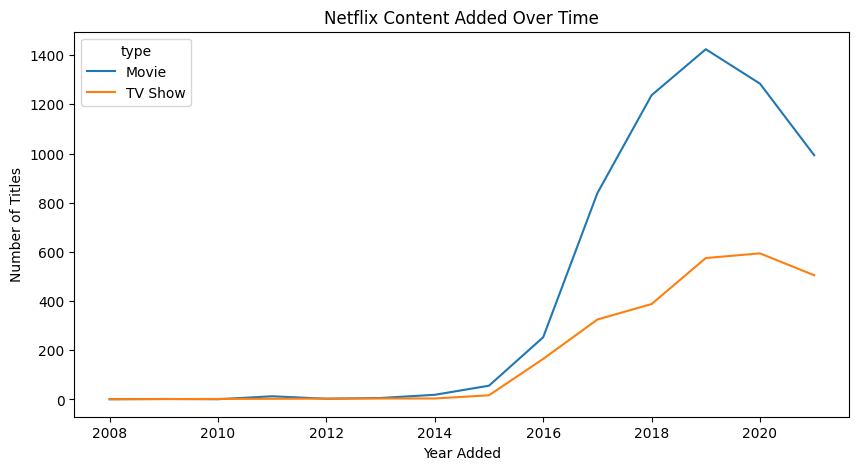 Netflix Content Added Over Time
type
Movie
TV Show
Number of Titles
1400
1200
1000
800
600
400
200
0
2008 2010 2012 2014 2016 2018 2020
Year Added